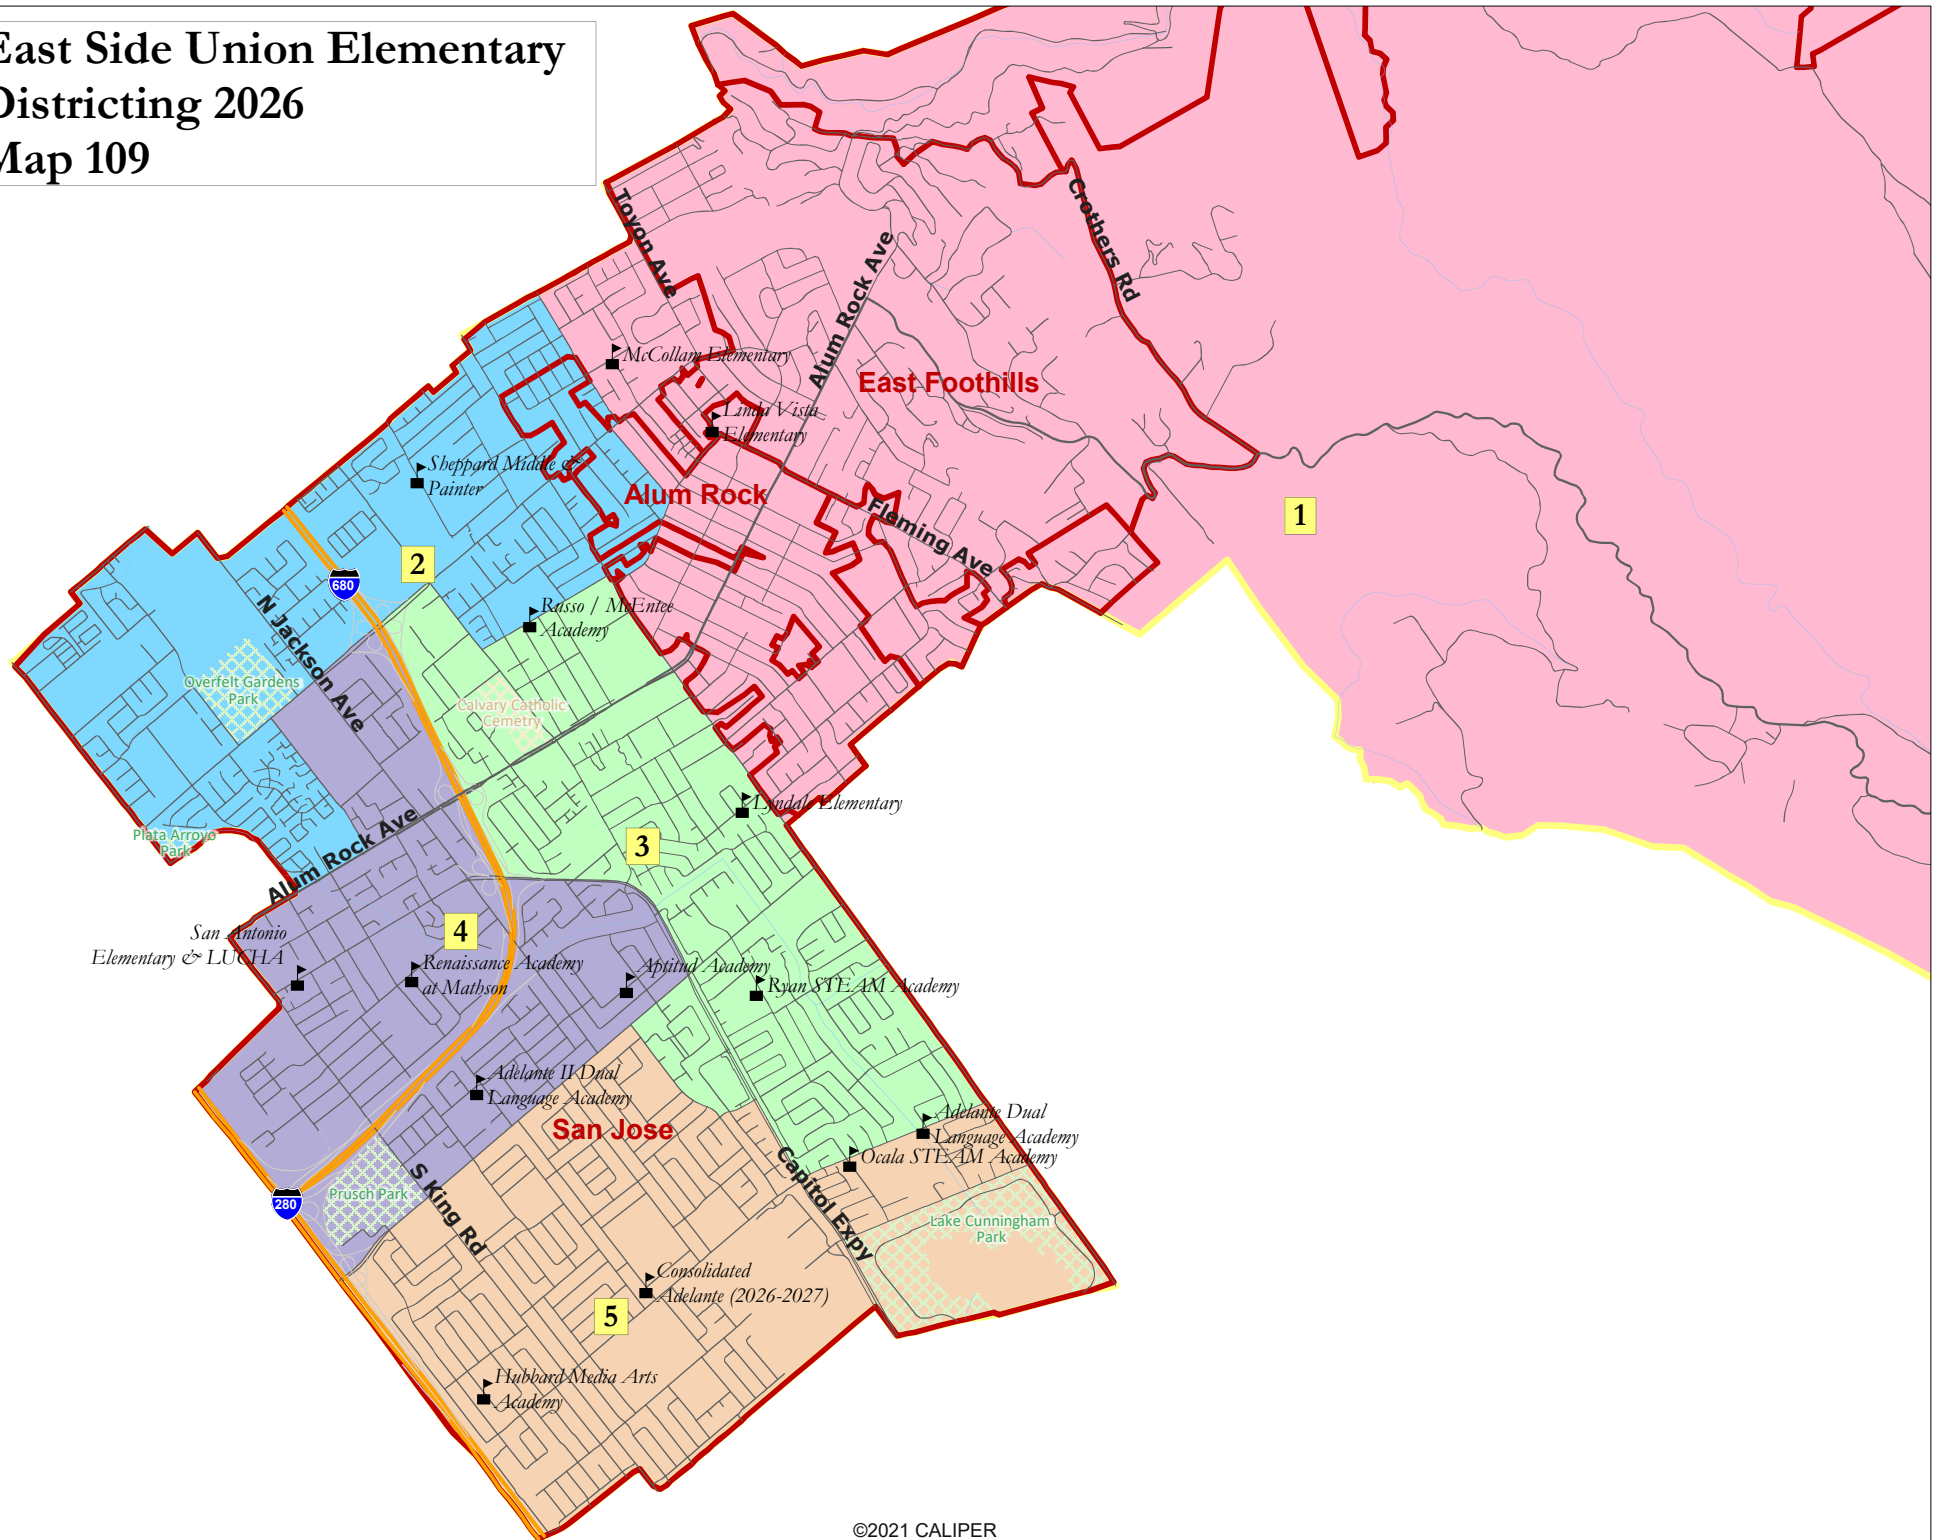 East Side Union Elementary
Districting 2026
Map 109
Toyon Ave
Crothers Rd
Alum Rock Ave
McCollam Elementary
East Foothills
Linda Vista
Elementary
Sheppard Middle &
Painter
Alum Rock
Fleming Ave
1
2
680
N Jackson Ave
Russo / McEntee
Academy
Overfelt Gardens
Park
Calvary Catholic
Cemetry
Lyndale Elementary
Plata Arroyo
Park
3
Alum Rock Ave
San Antonio
Elementary & LUCHA
4
Renaissance Academy
at Mathson
Aptitud Academy
Ryan STEAM Academy
Adelante II Dual
Language Academy
San Jose
Adelante Dual
Language Academy
Ocala STEAM Academy
Capitol Expy
Prusch Park
280
S King Rd
Lake Cunningham
Park
Consolidated
Adelante (2026-2027)
5
Hubbard Media Arts
Academy
©2021 CALIPER